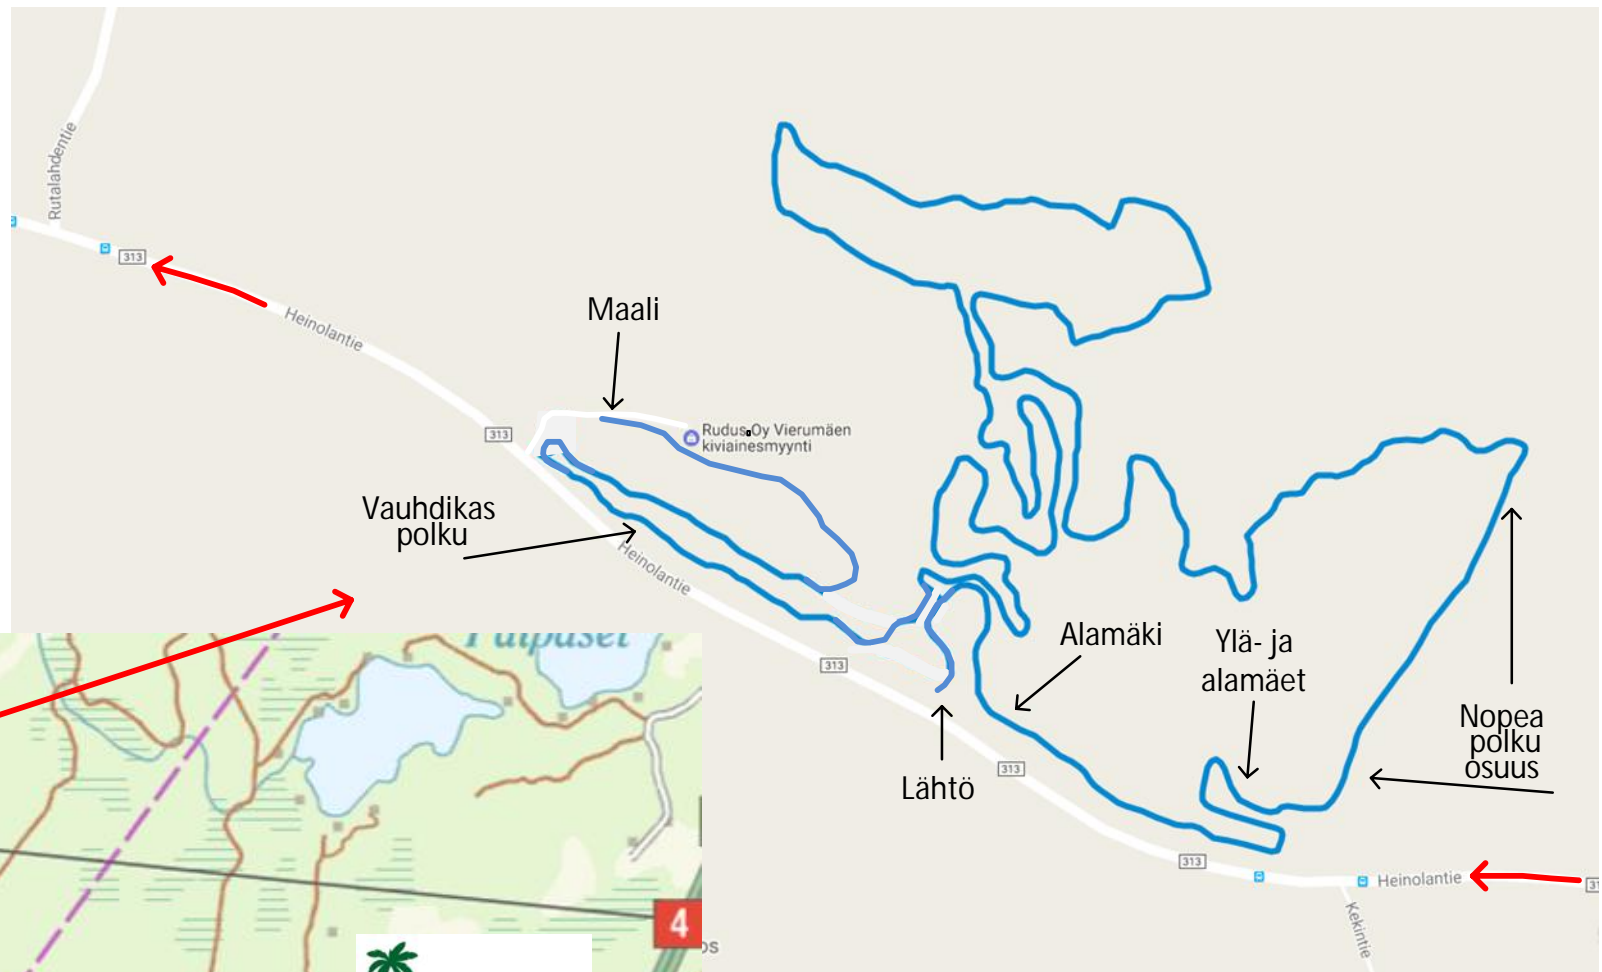 Rutalahdentie
313
Heinolantie
Maali
313
Rudus Oy Vierumäen
kiviainesmyynti
Vauhdikas
polku
Heinolantie
313
Alamäki
Ylä- ja
alamäet
Nopea
polku
osuus
Lähtö
313
313
Heinolantie
Kekintie
4